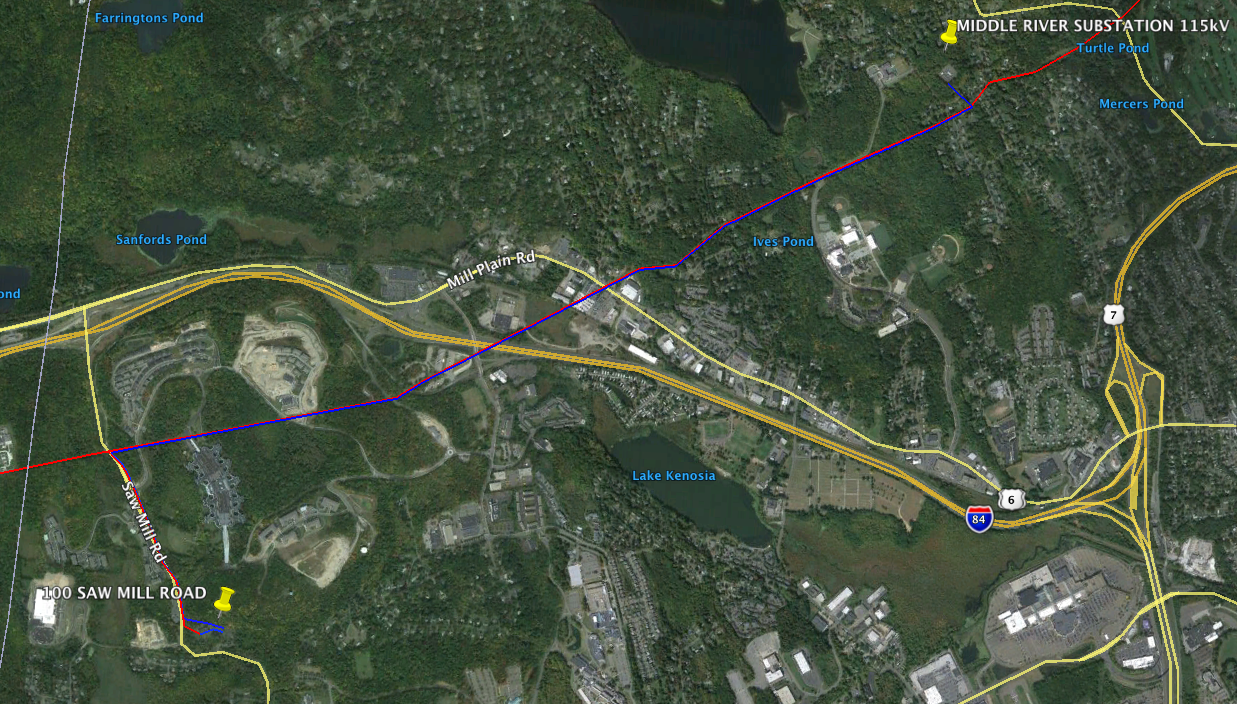 Farringtons Pond
MIDDLE RIVER SUBSTATION 115kV
Turtle Pond
Mercers Pond
Sanfords Pond
Ives Pond
Mill Plain Rd
ond
7
Lake Kenosia
6
84
Saw Mill Rd
100 SAW MILL ROAD